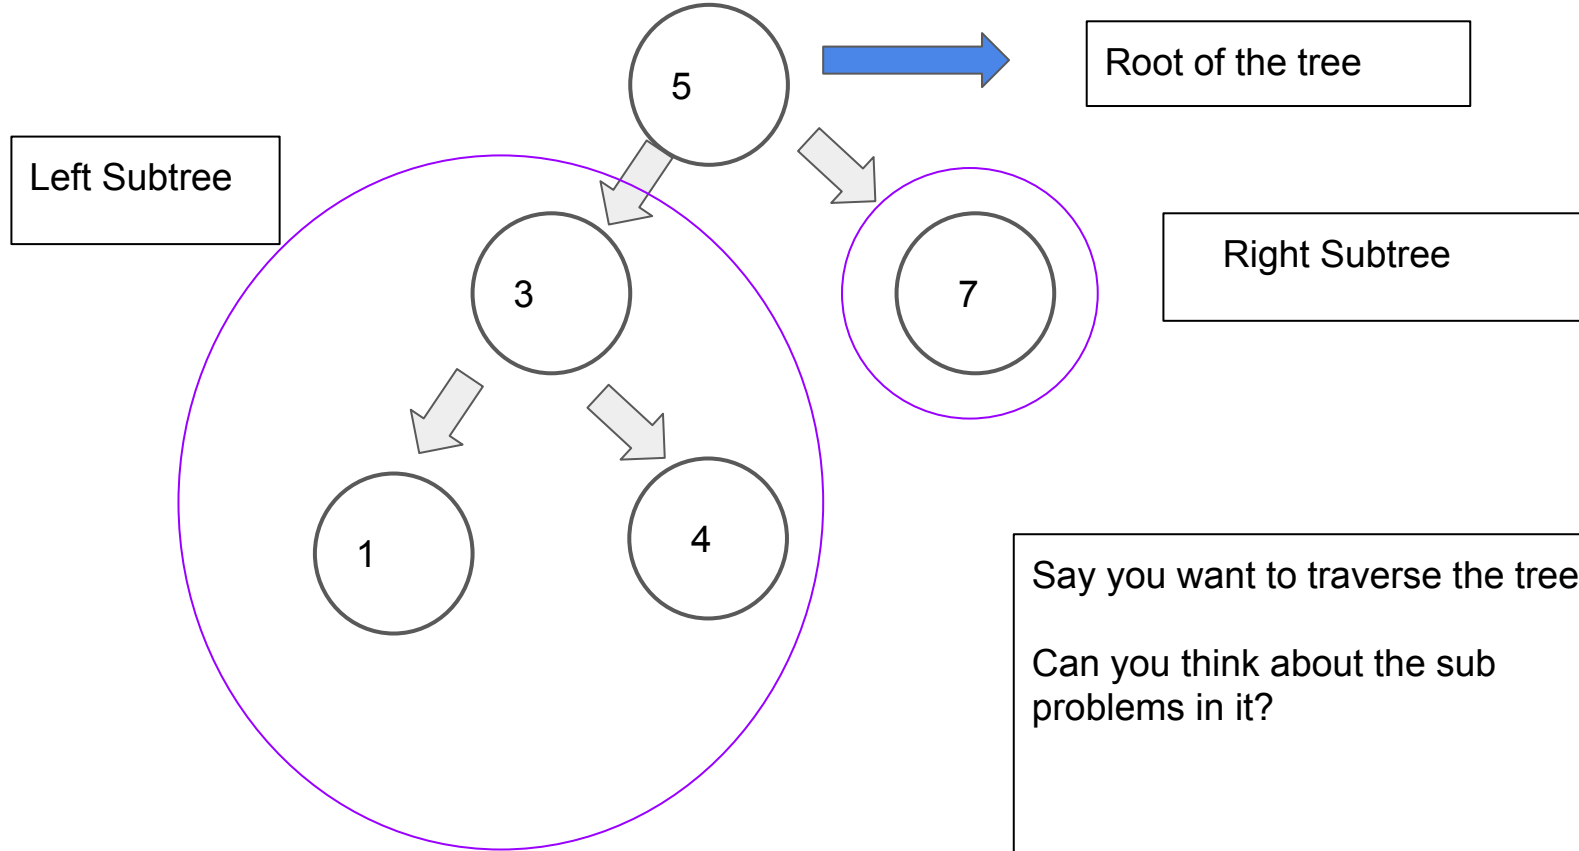 5
Root of the tree
Left Subtree
3
7
Right Subtree
1
4
Say you want to traverse the tree
Can you think about the sub
problems in it?